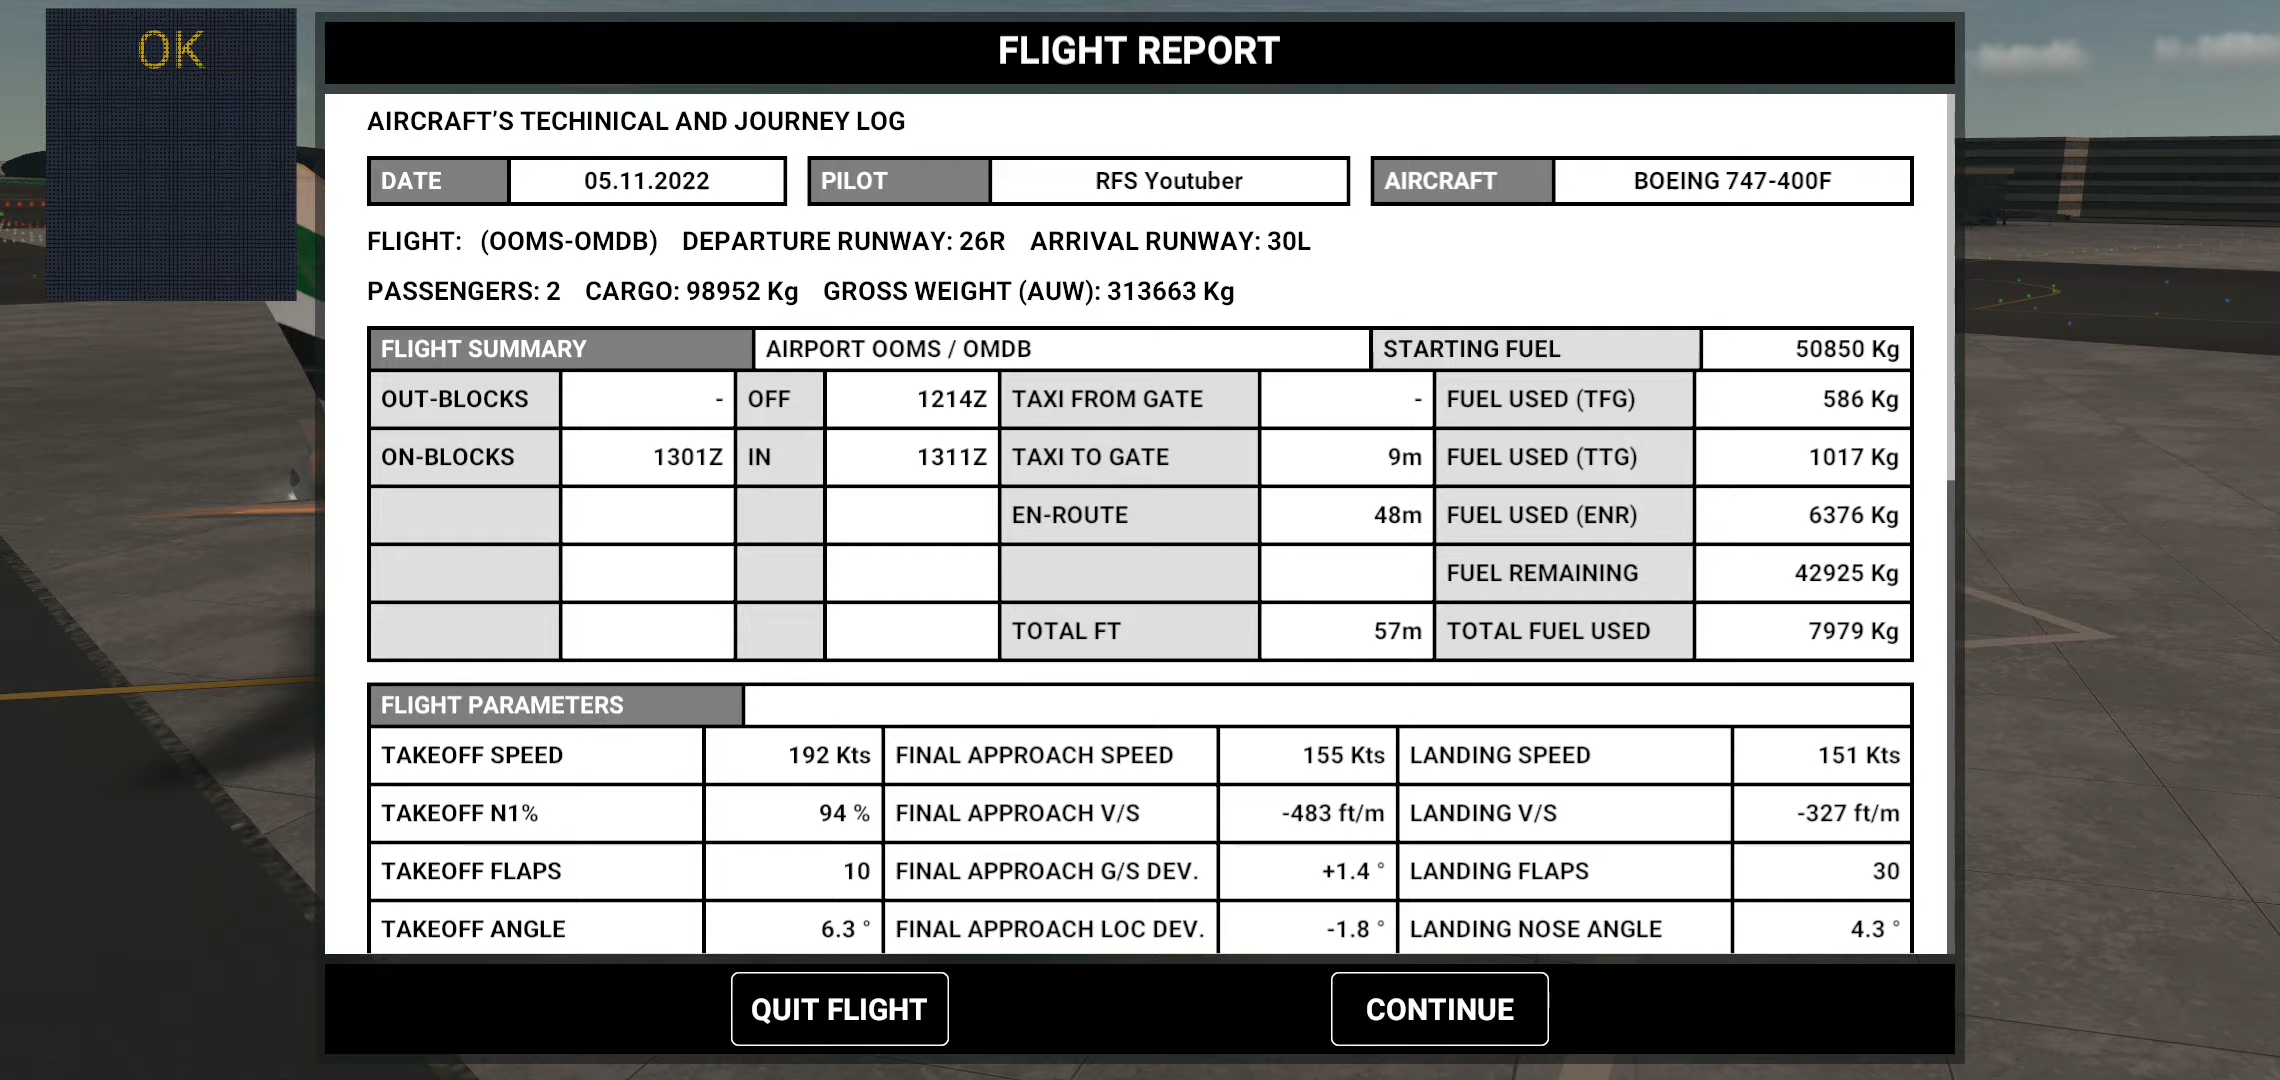 OK
FLIGHT REPORT
AIRCRAFT'S TECHINICAL AND JOURNEY LOG
DATE 05.11.2022 PILOT RFS Youtuber AIRCRAFT BOEING 747-400F
FLIGHT: (OOMS-OMDB) DEPARTURE RUNWAY: 26R ARRIVAL RUNWAY: 30L
PASSENGERS: 2 CARGO: 98952 Kg GROSS WEIGHT (AUW): 313663 Kg
FLIGHT SUMMARY AIRPORT OOMS / OMDB STARTING FUEL 50850 Kg
OUT-BLOCKS - OFF 1214Z TAXI FROM GATE - FUEL USED (TFG) 586 Kg
ON-BLOCKS 1301Z IN 1311Z TAXI TO GATE 9m FUEL USED (TTG) 1017 Kg
EN-ROUTE 48m FUEL USED (ENR) 6376 Kg
FUEL REMAINING 42925 Kg
TOTAL FT 57m TOTAL FUEL USED 7979 Kg
FLIGHT PARAMETERS
TAKEOFF SPEED 192 Kts FINAL APPROACH SPEED 155 Kts LANDING SPEED 151 Kts
TAKEOFF N1% 94 % FINAL APPROACH V/S -483 ft/m LANDING V/S -327 ft/m
TAKEOFF FLAPS 10 FINAL APPROACH G/S DEV. +1.4 ° LANDING FLAPS 30
TAKEOFF ANGLE 6.3 ° FINAL APPROACH LOC DEV. -1.8 ° LANDING NOSE ANGLE 4.3 °
QUIT FLIGHT CONTINUE